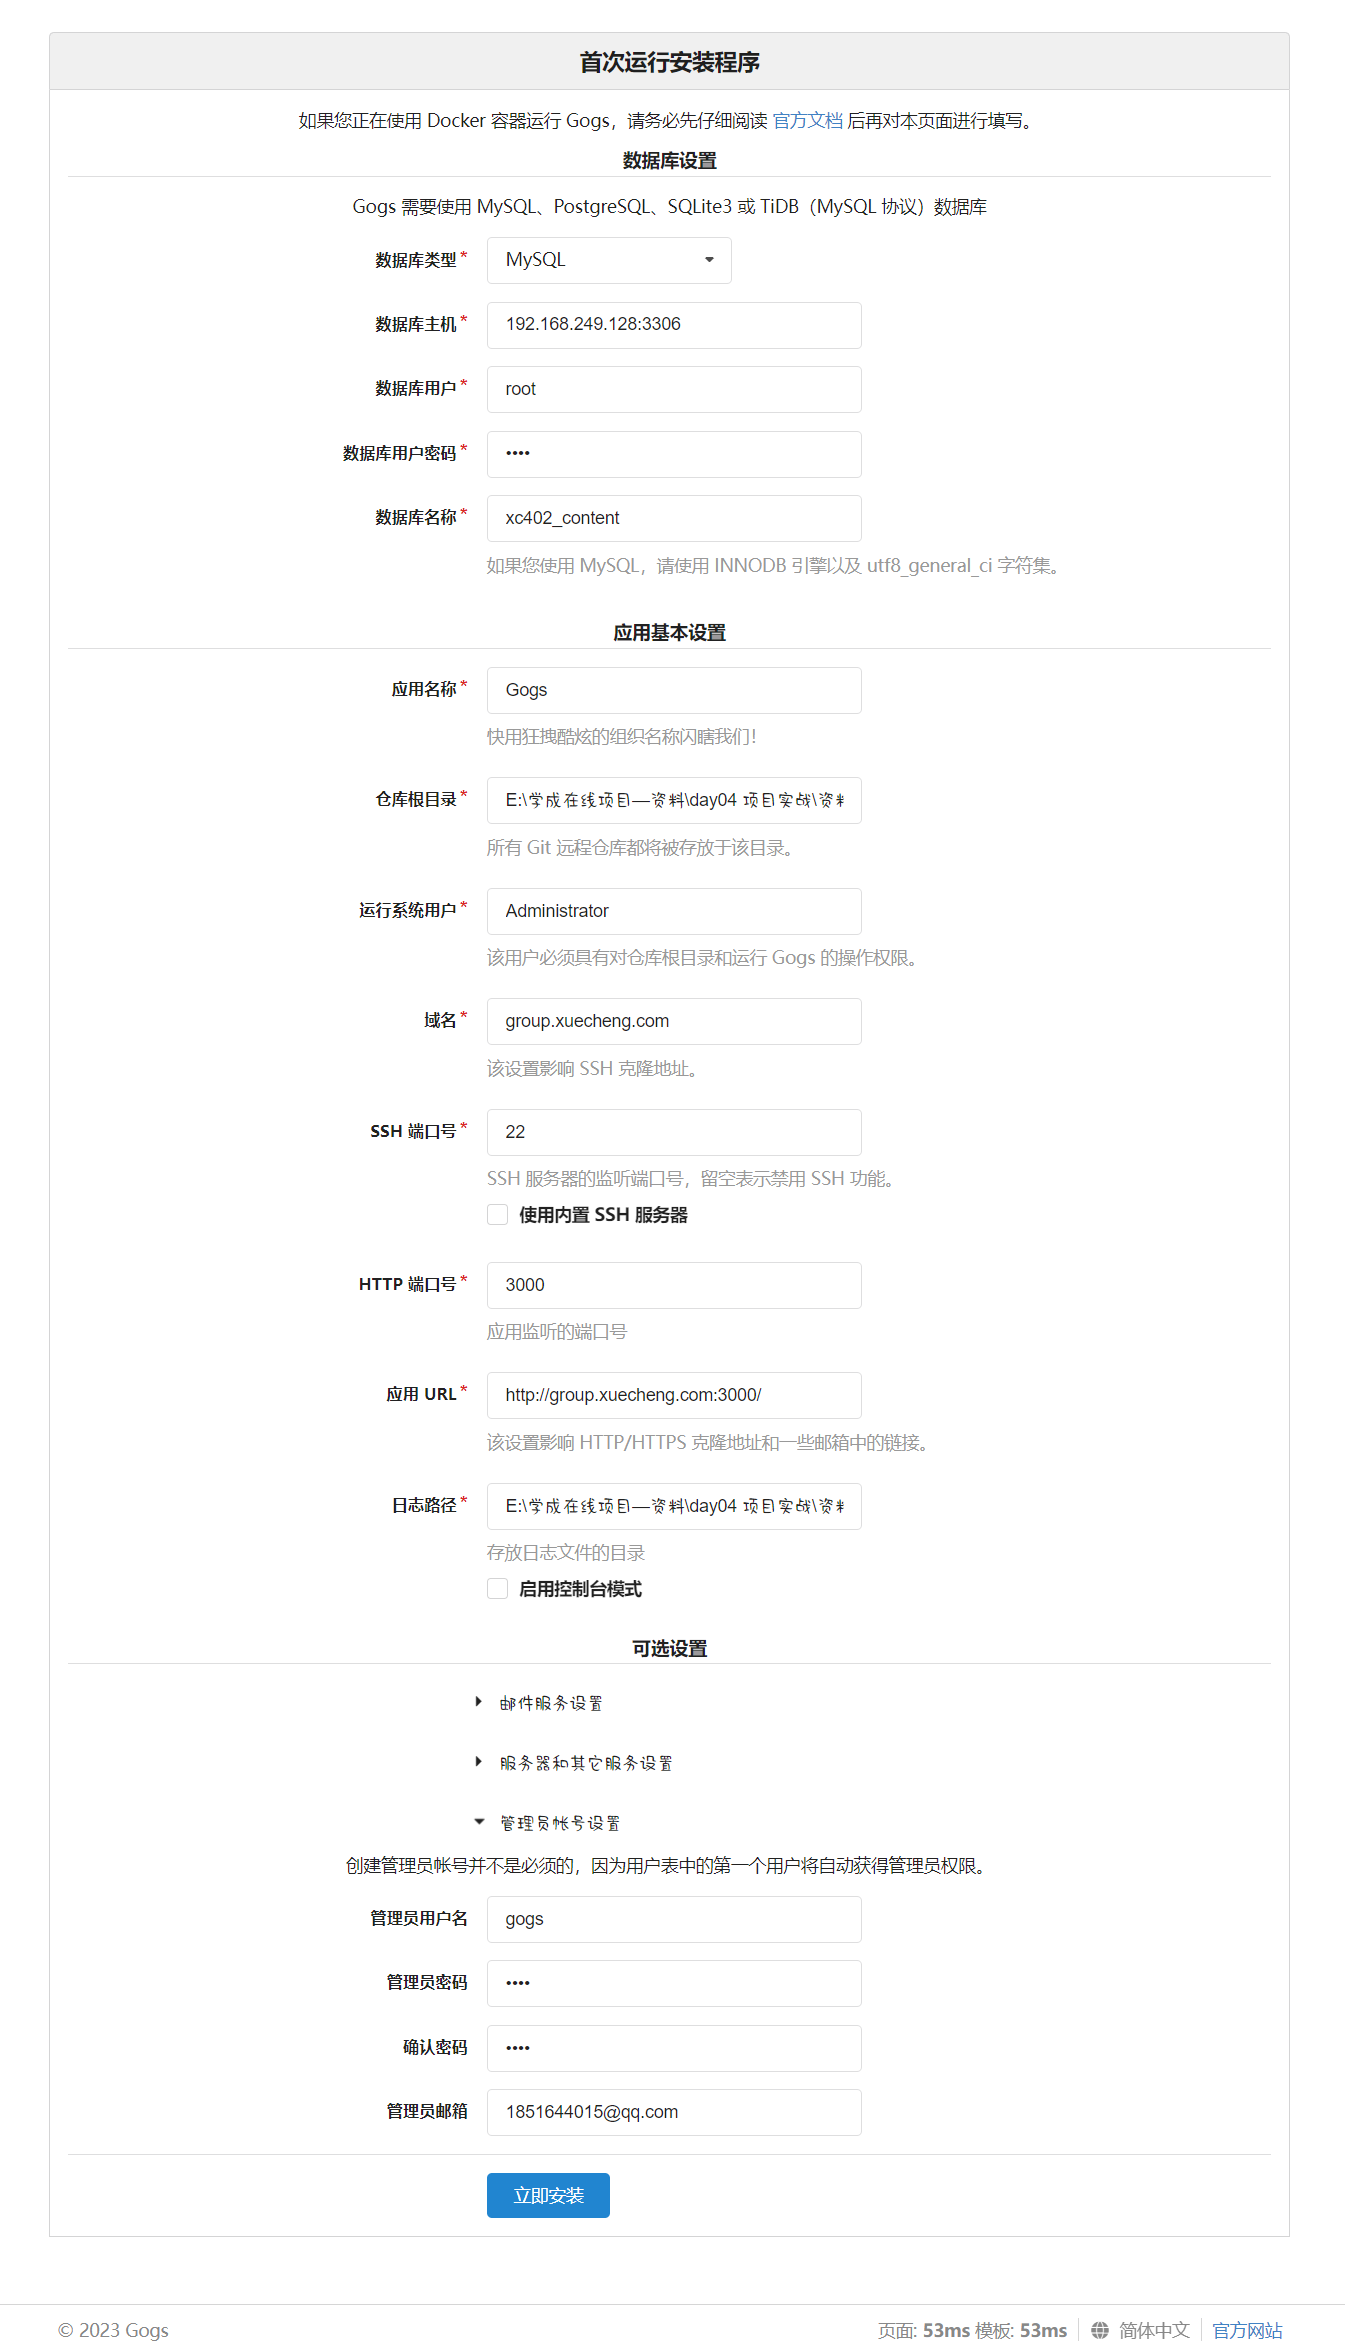 首次运行安装程序
如果您正在使用 Docker 容器运行 Gogs，请务必先仔细阅读 官方文档 后再对本页面进行填写。
数据库设置
Gogs 需要使用 MySQL、PostgreSQL、SQLite3 或 TiDB（MySQL 协议）数据库
数据库类型* MySQL
数据库主机* 192.168.249.128:3306
数据库用户* root
数据库用户密码* ••••
数据库名称* xc402_content
如果您使用 MySQL，请使用 INNODB 引擎以及 utf8_general_ci 字符集。
应用基本设置
应用名称* Gogs
快用狂拽酷炫的组织名称闪瞎我们！
仓库根目录* E:\学成在线项目—资料\day04 项目实战\资
所有 Git 远程仓库都将被存放于该目录。
运行系统用户* Administrator
该用户必须具有对仓库根目录和运行 Gogs 的操作权限。
域名* group.xuecheng.com
该设置影响 SSH 克隆地址。
SSH 端口号* 22
SSH 服务器的监听端口号，留空表示禁用 SSH 功能。
使用内置 SSH 服务器
HTTP 端口号* 3000
应用监听的端口号
应用 URL* http://group.xuecheng.com:3000/
该设置影响 HTTP/HTTPS 克隆地址和一些邮箱中的链接。
日志路径* E:\学成在线项目—资料\day04 项目实战\资
存放日志文件的目录
启用控制台模式
可选设置
邮件服务设置
服务器和其它服务设置
管理员帐号设置
创建管理员帐号并不是必须的，因为用户表中的第一个用户将自动获得管理员权限。
管理员用户名 gogs
管理员密码 ••••
确认密码 ••••
管理员邮箱 1851644015@qq.com
立即安装
© 2023 Gogs 页面: 53ms 模板: 53ms 简体中文 官方网站